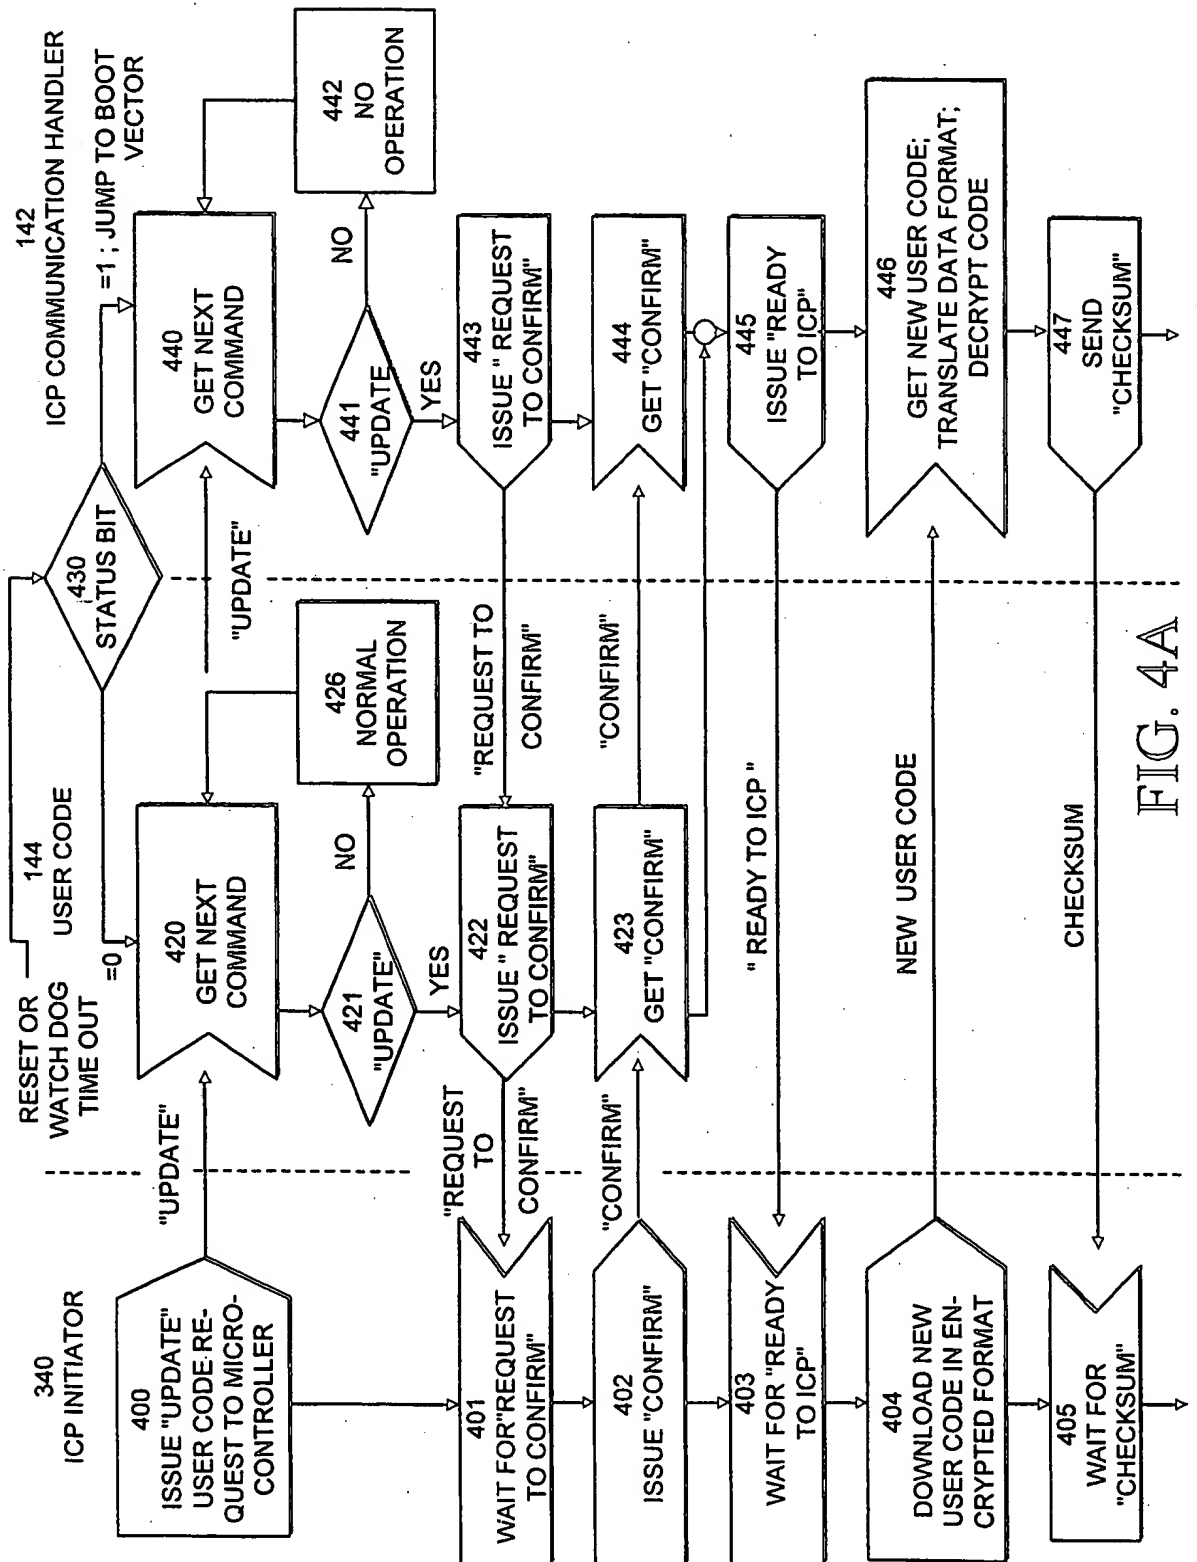 340
ICP INITIATOR
400
ISSUE "UPDATE"
USER CODE RE-
QUEST TO MICRO-
CONTROLLER
401
WAIT FOR"REQUEST
TO CONFIRM"
402
ISSUE "CONFIRM"
403
WAIT FOR "READY
TO ICP"
404
DOWNLOAD NEW
USER CODE IN EN-
CRYPTED FORMAT
405
WAIT FOR
"CHECKSUM"
"UPDATE"
"REQUEST
TO
CONFIRM"
"CONFIRM"
RESET OR
WATCH DOG
TIME OUT
144
USER CODE
=0
420
GET NEXT
COMMAND
421
"UPDATE"
NO
YES
426
NORMAL
OPERATION
422
ISSUE " REQUEST
TO CONFIRM"
423
GET "CONFIRM"
430
STATUS BIT
"UPDATE"
"REQUEST TO
CONFIRM"
"CONFIRM"
" READY TO ICP "
NEW USER CODE
CHECKSUM
142
ICP COMMUNICATION HANDLER
=1 ; JUMP TO BOOT
VECTOR
440
GET NEXT
COMMAND
441
"UPDATE
NO
YES
442
NO
OPERATION
443
ISSUE " REQUEST
TO CONFIRM"
444
GET "CONFIRM"
445
ISSUE "READY
TO ICP"
446
GET NEW USER CODE;
TRANSLATE DATA FORMAT;
DECRYPT CODE
447
SEND
"CHECKSUM"
FIG. 4A